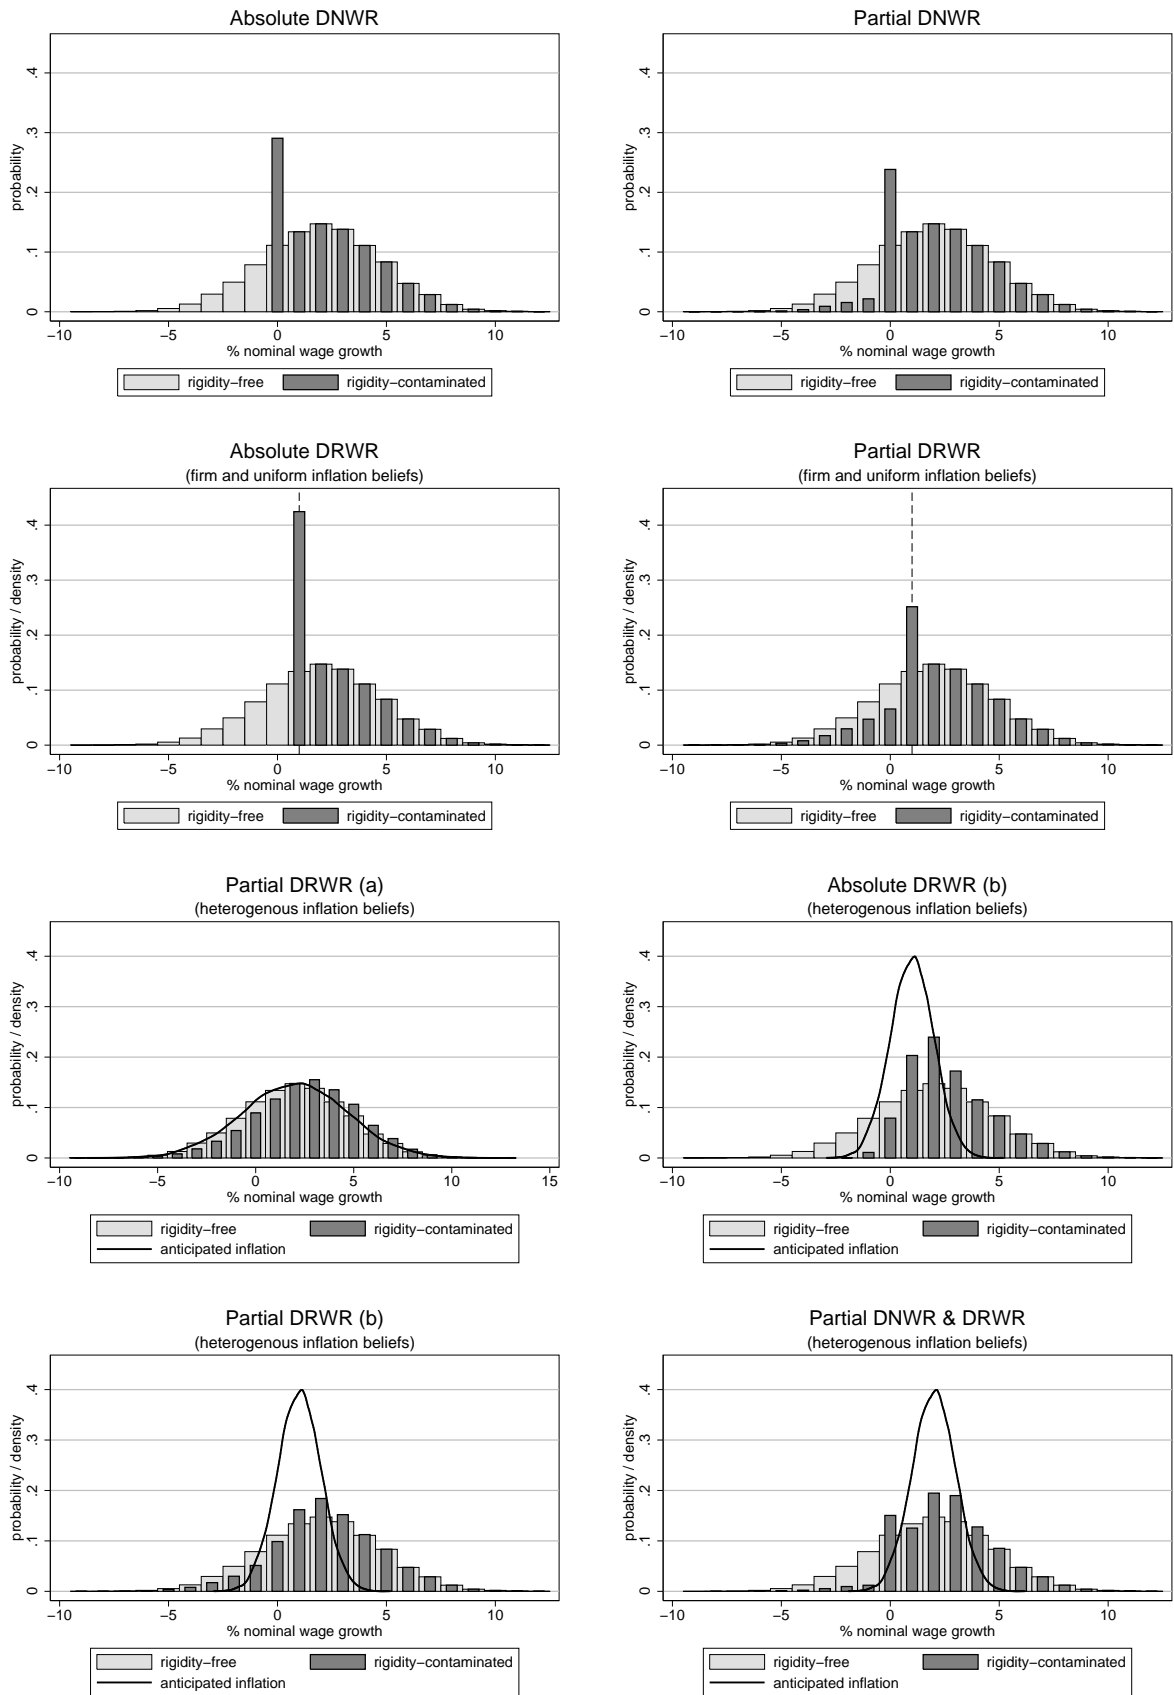 Absolute DNWR
probability
0 .1 .2 .3 .4
−10 −5 0 5 10
% nominal wage growth
rigidity−free rigidity−contaminated
Partial DNWR
probability
0 .1 .2 .3 .4
−10 −5 0 5 10
% nominal wage growth
rigidity−free rigidity−contaminated
Absolute DRWR
(firm and uniform inflation beliefs)
probability / density
0 .1 .2 .3 .4
−10 −5 0 5 10
% nominal wage growth
rigidity−free rigidity−contaminated
Partial DRWR
(firm and uniform inflation beliefs)
probability / density
0 .1 .2 .3 .4
−10 −5 0 5 10
% nominal wage growth
rigidity−free rigidity−contaminated
Partial DRWR (a)
(heterogenous inflation beliefs)
probability / density
0 .1 .2 .3 .4
−10 −5 0 5 10 15
% nominal wage growth
rigidity−free rigidity−contaminated
anticipated inflation
Absolute DRWR (b)
(heterogenous inflation beliefs)
probability / density
0 .1 .2 .3 .4
−10 −5 0 5 10
% nominal wage growth
rigidity−free rigidity−contaminated
anticipated inflation
Partial DRWR (b)
(heterogenous inflation beliefs)
probability / density
0 .1 .2 .3 .4
−10 −5 0 5 10
% nominal wage growth
rigidity−free rigidity−contaminated
anticipated inflation
Partial DNWR & DRWR
(heterogenous inflation beliefs)
probability / density
0 .1 .2 .3 .4
−10 −5 0 5 10
% nominal wage growth
rigidity−free rigidity−contaminated
anticipated inflation